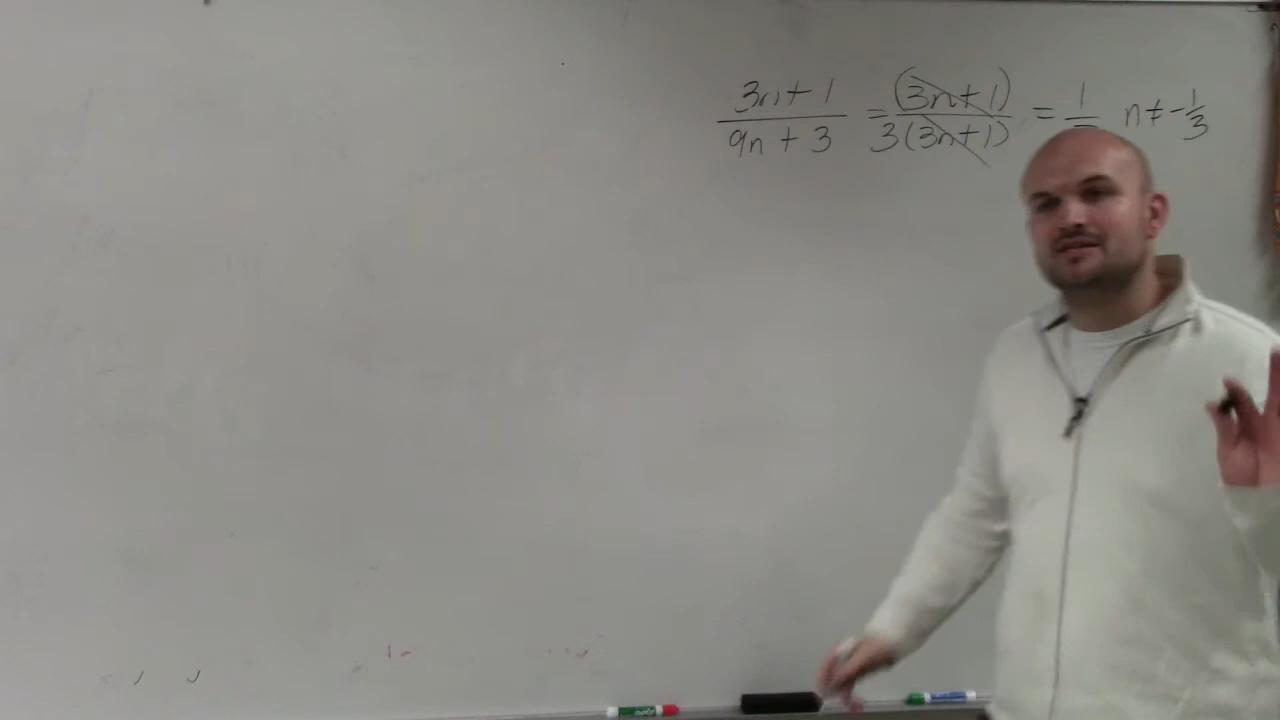 3n + 1 = (3n + 1) = 1 n ≠ - 1
9n + 3 3(3n + 1) 3